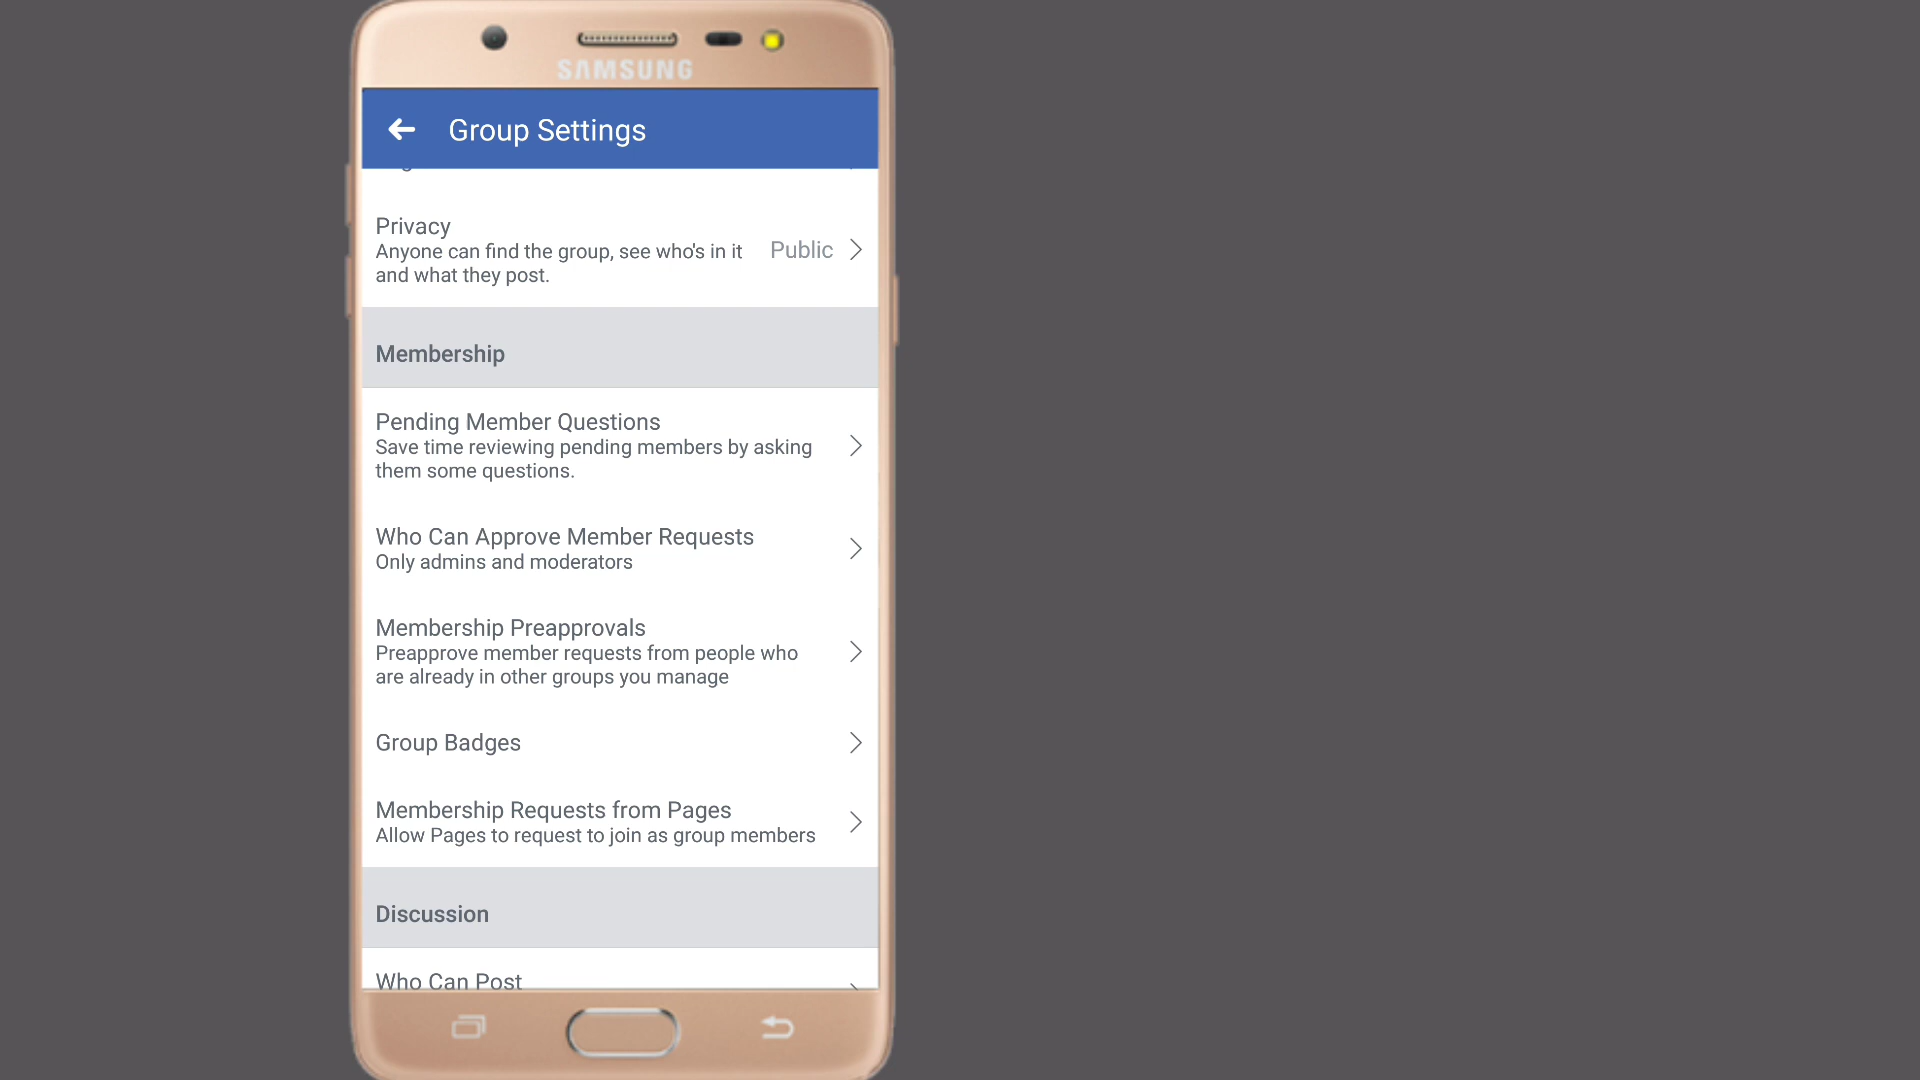 SAMSUNG
Group Settings
Privacy
Anyone can find the group, see who's in it
and what they post.
Public
Membership
Pending Member Questions
Save time reviewing pending members by asking
them some questions.
Who Can Approve Member Requests
Only admins and moderators
Membership Preapprovals
Preapprove member requests from people who
are already in other groups you manage
Group Badges
Membership Requests from Pages
Allow Pages to request to join as group members
Discussion
Who Can Post